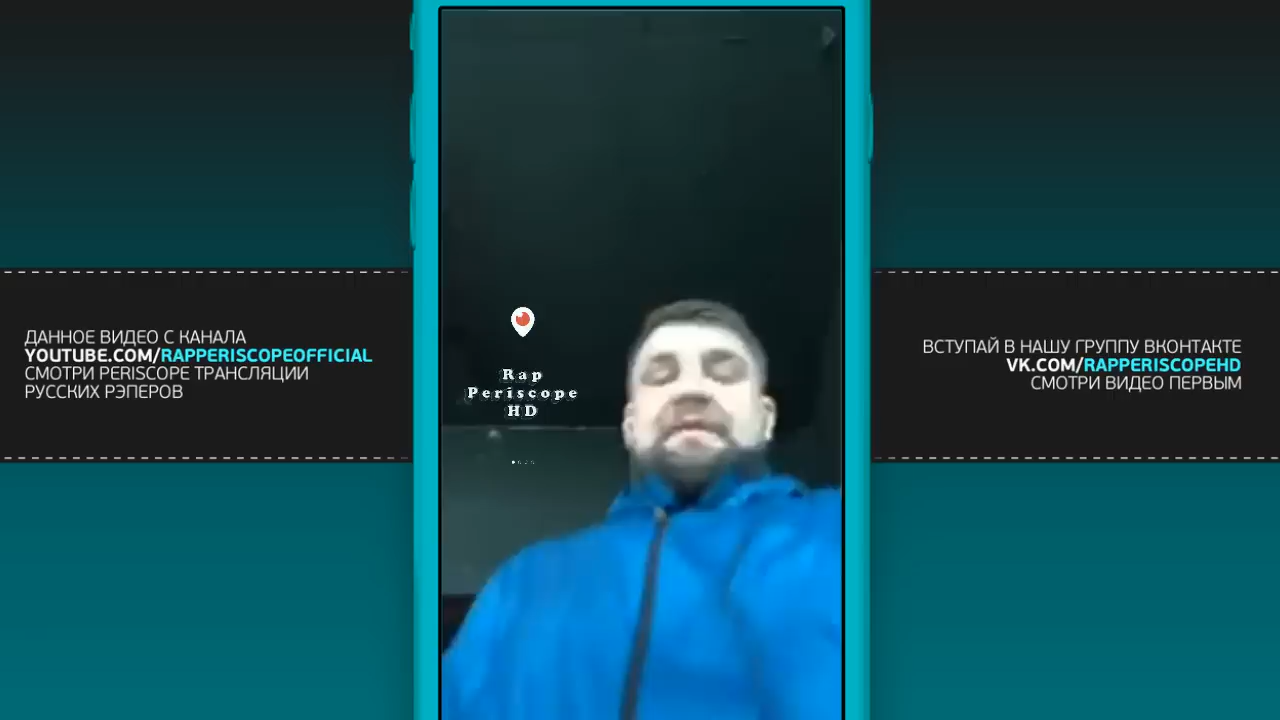 ДАННОЕ ВИДЕО С КАНАЛА
YOUTUBE.COM/RAPPERISCOPEOFFICIAL
СМОТРИ PERISCOPE ТРАНСЛЯЦИИ
РУССКИХ РЭПЕРОВ
Rap
Periscope
HD
ВСТУПАЙ В НАШУ ГРУППУ ВКОНТАКТЕ
VK.COM/RAPPERISCOPEHD
СМОТРИ ВИДЕО ПЕРВЫМ